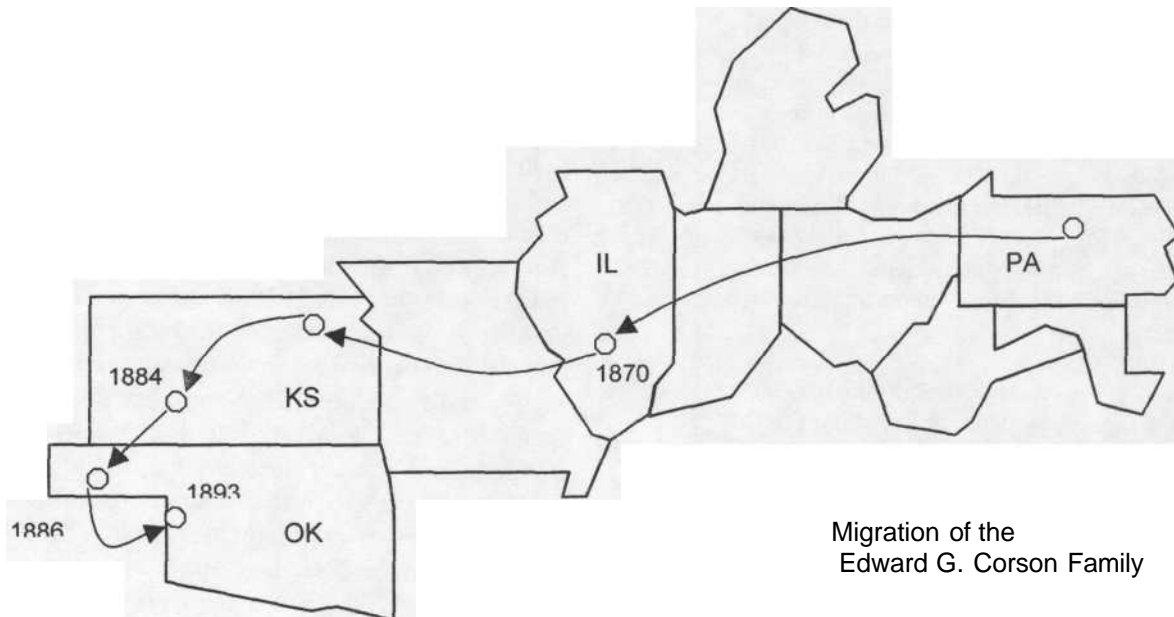 IL
PA
1870
1884
KS
1893
1886
OK
Migration of the
Edward G. Corson Family